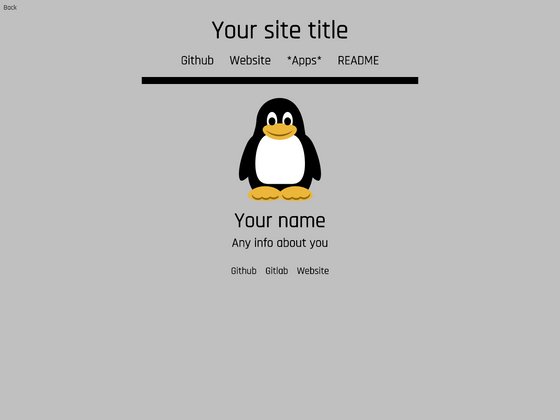 Back
Your site title
Github Website *Apps* README
Your name
Any info about you
Github Gitlab Website